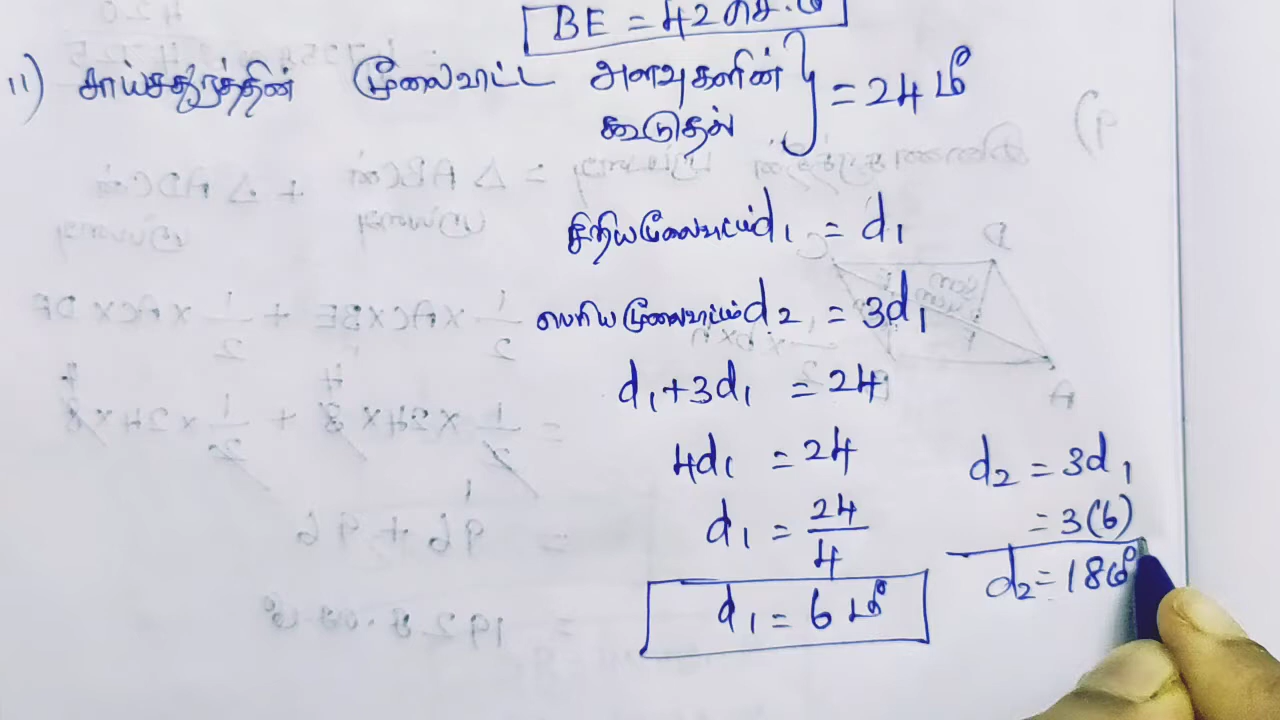 BE = 42 செ.மீ
11) சாய்சதுரத்தின் மூலைவிட்ட அளவுகளின் } = 24 மீ
கூடுதல்
சிறிய மூலைவிட்டம் d₁ = d₁
பெரிய மூலைவிட்டம் d₂ = 3d₁
d₁+3d₁ = 24
4d₁ = 24
d₁ = 24/4
d₁ = 6 மீ
d₂ = 3d₁
= 3(6)
d₂ = 18 மீ